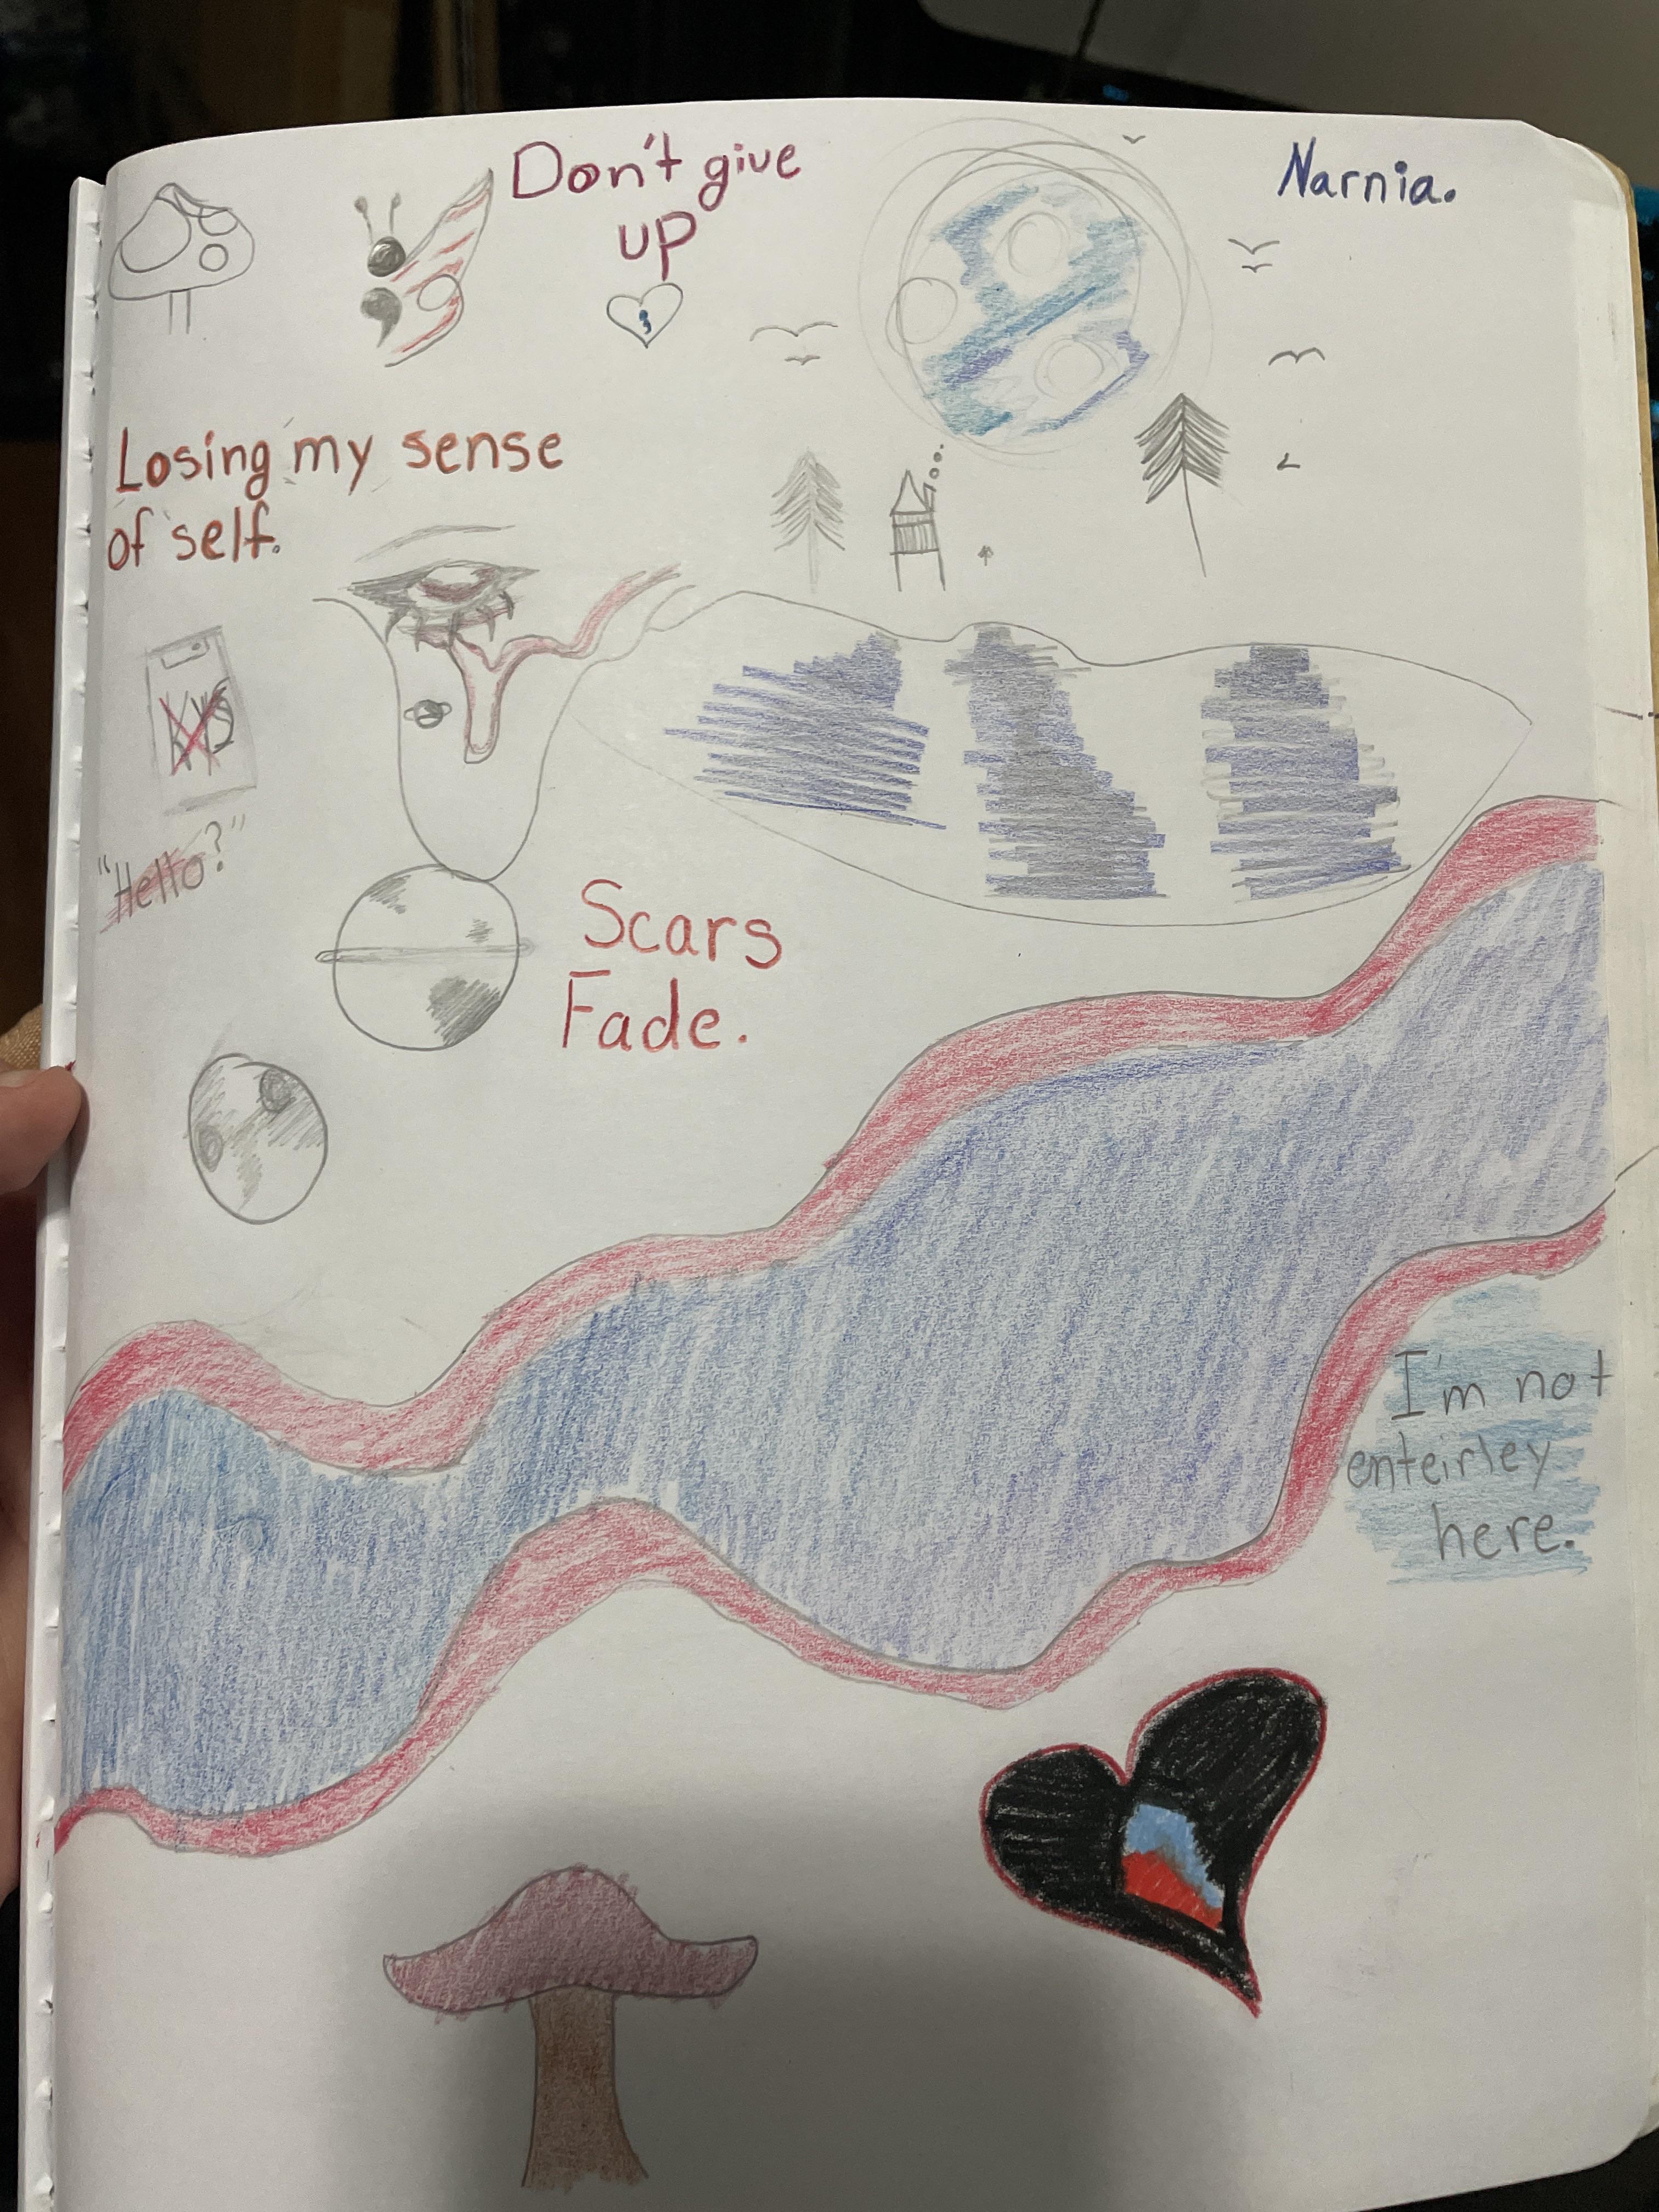 Don't give
up
Narnia.
Losing my sense
of self.
KYS
"Hello?"
Scars
Fade.
I'm not
enteirley
here.